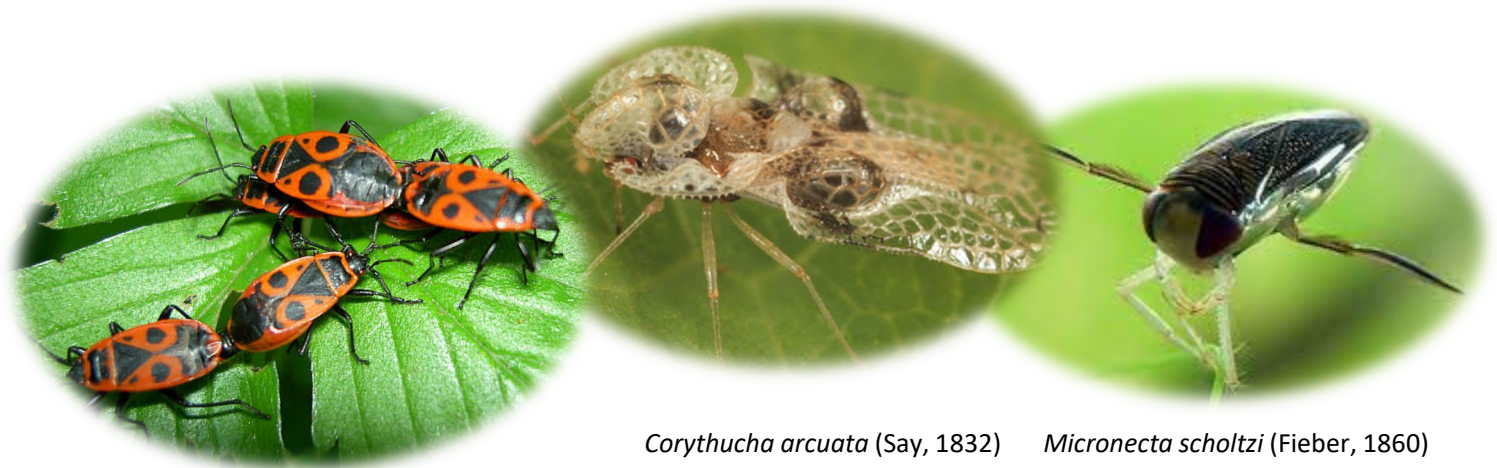 Corythucha arcuata (Say, 1832) Micronecta scholtzi (Fieber, 1860)